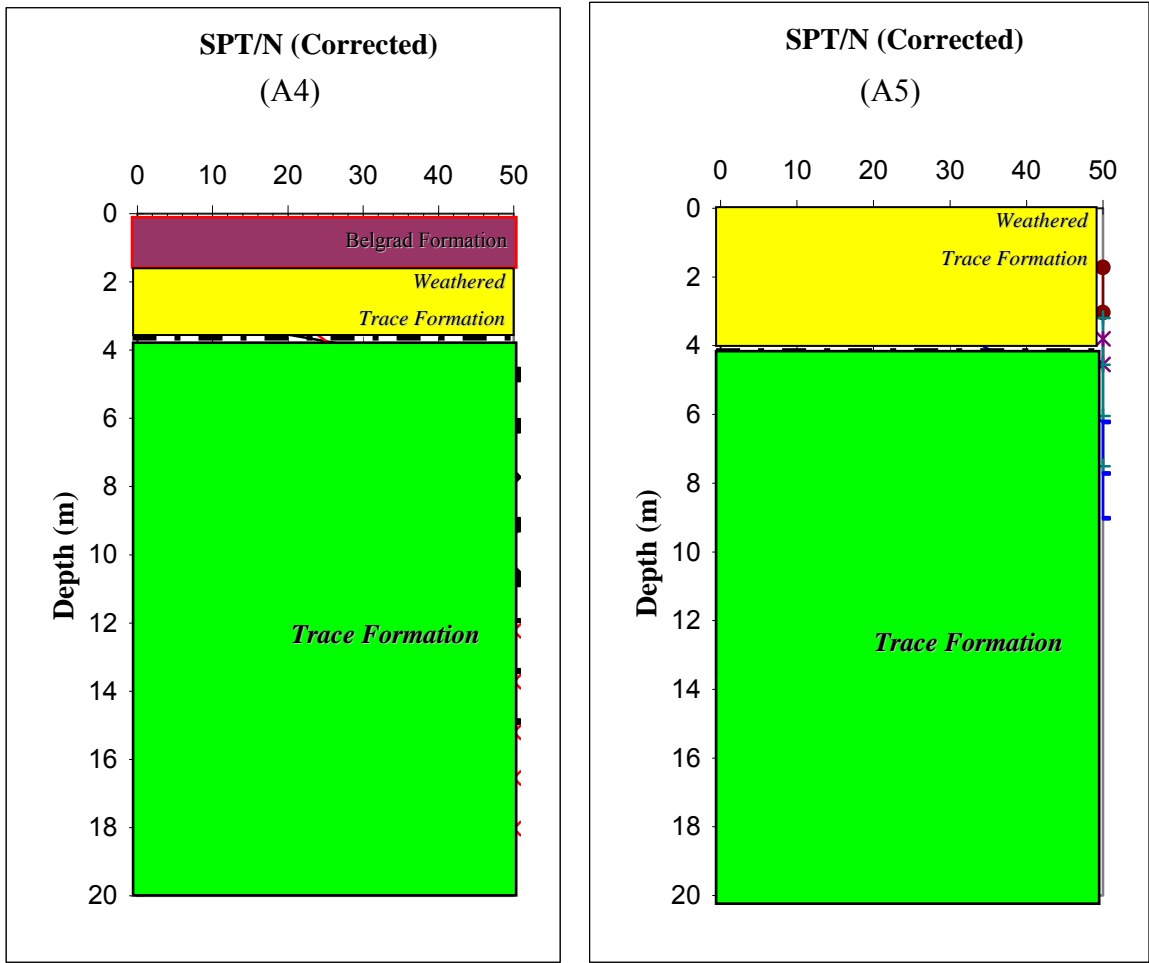 SPT/N (Corrected)
(A4)
0 10 20 30 40 50
0
2
4
6
8
10
12
14
16
18
20
Depth (m)
Belgrad Formation
Weathered
Trace Formation
Trace Formation
SPT/N (Corrected)
(A5)
0 10 20 30 40 50
0
2
4
6
8
10
12
14
16
18
20
Depth (m)
Weathered
Trace Formation
Trace Formation